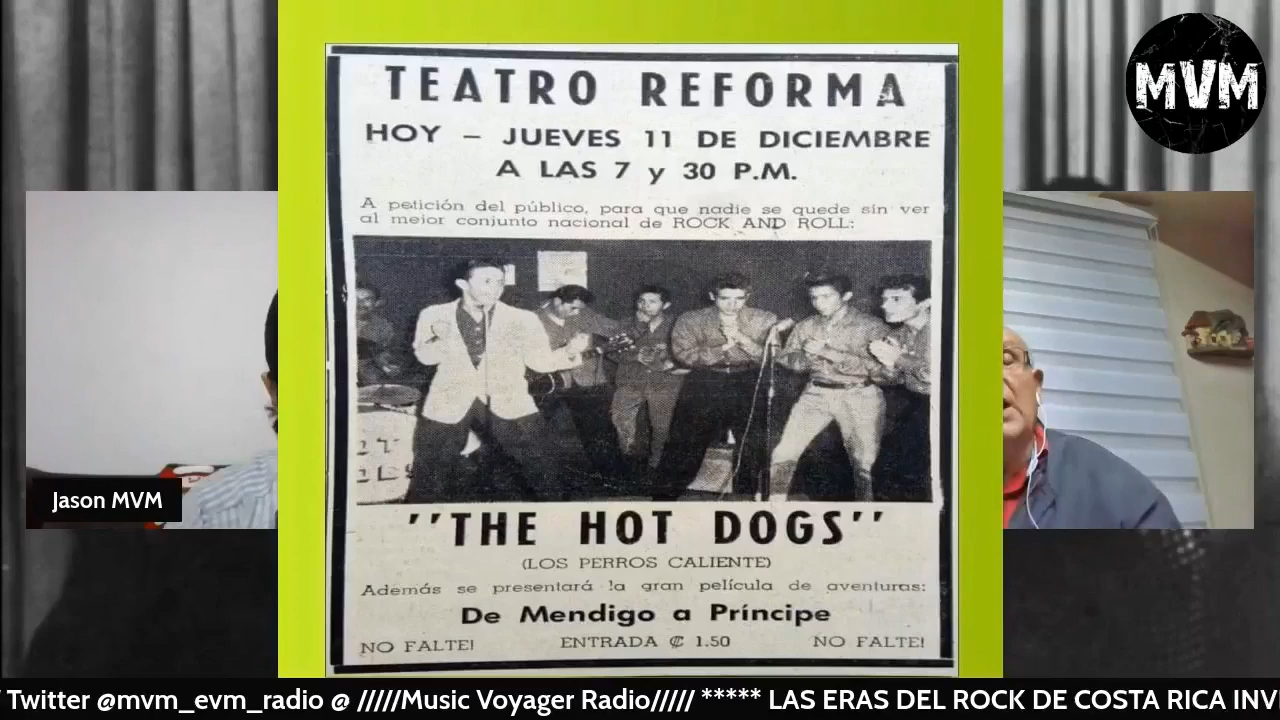 TEATRO REFORMA
HOY – JUEVES 11 DE DICIEMBRE
A LAS 7 y 30 P.M.
A petición del público, para que nadie se quede sin ver
al mejor conjunto nacional de ROCK AND ROLL:
"THE HOT DOGS"
(LOS PERROS CALIENTE)
Además se presentará la gran película de aventuras:
De Mendigo a Príncipe
NO FALTE! ENTRADA ₡ 1.50 NO FALTE!
MVM
Jason MVM
Twitter @mvm_evm_radio @ /////Music Voyager Radio///// ***** LAS ERAS DEL ROCK DE COSTA RICA INV